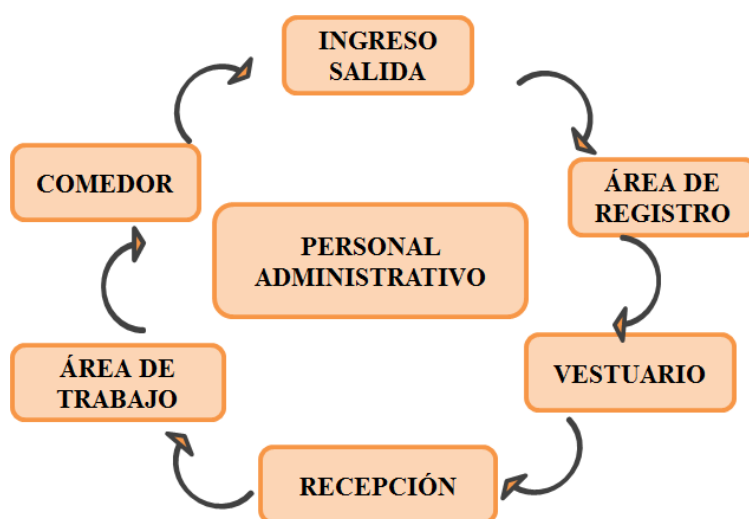 INGRESO
SALIDA
ÁREA DE
REGISTRO
VESTUARIO
RECEPCIÓN
ÁREA DE
TRABAJO
COMEDOR
PERSONAL
ADMINISTRATIVO